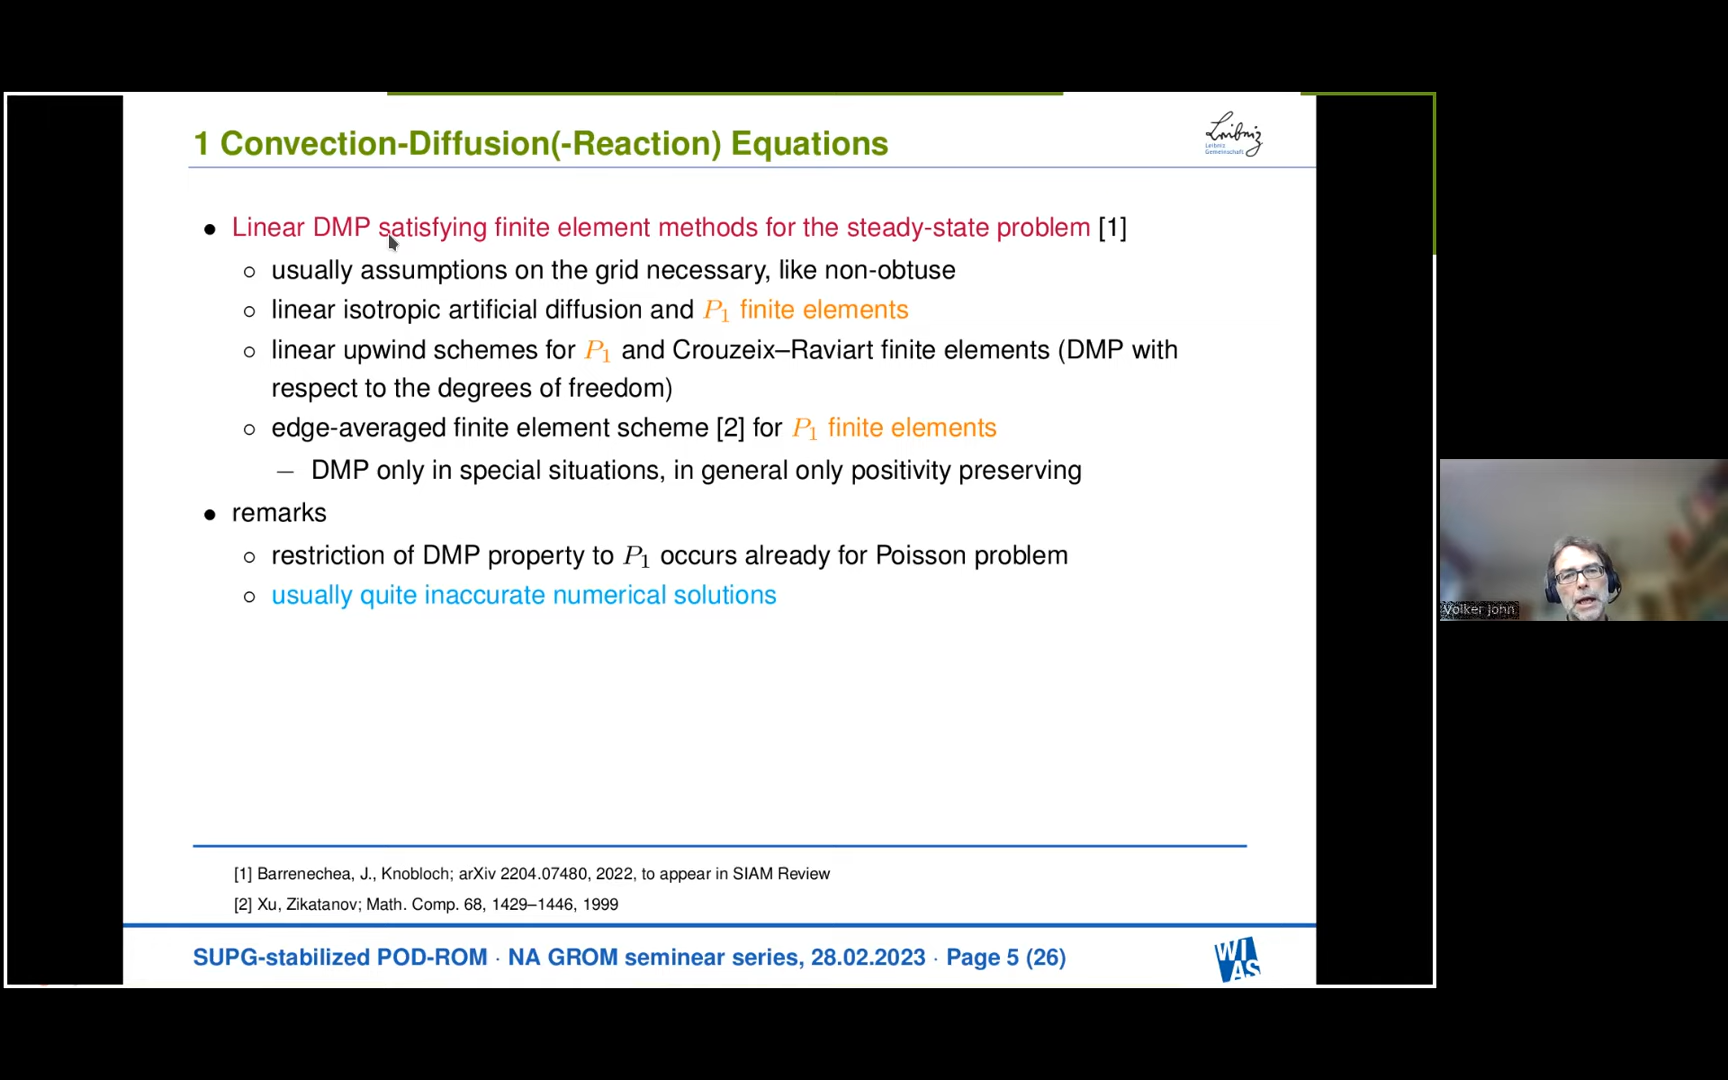 1 Convection-Diffusion(-Reaction) Equations
Leibniz
Leibniz
Gemeinschaft
● Linear DMP satisfying finite element methods for the steady-state problem [1]
○ usually assumptions on the grid necessary, like non-obtuse
○ linear isotropic artificial diffusion and P₁ finite elements
○ linear upwind schemes for P₁ and Crouzeix–Raviart finite elements (DMP with
respect to the degrees of freedom)
○ edge-averaged finite element scheme [2] for P₁ finite elements
— DMP only in special situations, in general only positivity preserving
● remarks
○ restriction of DMP property to P₁ occurs already for Poisson problem
○ usually quite inaccurate numerical solutions
Volker John
[1] Barrenechea, J., Knobloch; arXiv 2204.07480, 2022, to appear in SIAM Review
[2] Xu, Zikatanov; Math. Comp. 68, 1429–1446, 1999
SUPG-stabilized POD-ROM · NA GROM seminear series, 28.02.2023 · Page 5 (26)
WI
AS